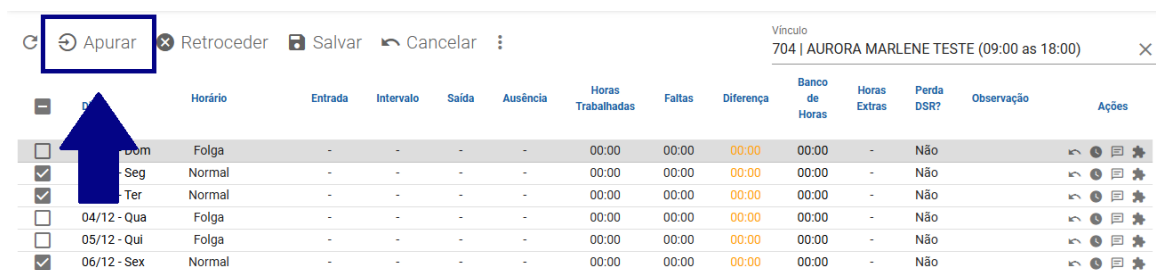 Apurar Retroceder Salvar Cancelar
Vínculo
704 | AURORA MARLENE TESTE (09:00 as 18:00)
Horário Entrada Intervalo Saída Ausência Horas Trabalhadas Faltas Diferença Banco de Horas Horas Extras Perda DSR? Observação Ações
Dom Folga - - - - 00:00 00:00 00:00 00:00 - Não
- Seg Normal - - - - 00:00 00:00 00:00 00:00 - Não
- Ter Normal - - - - 00:00 00:00 00:00 00:00 - Não
04/12 - Qua Folga - - - - 00:00 00:00 00:00 00:00 - Não
05/12 - Qui Folga - - - - 00:00 00:00 00:00 00:00 - Não
06/12 - Sex Normal - - - - 00:00 00:00 00:00 00:00 - Não